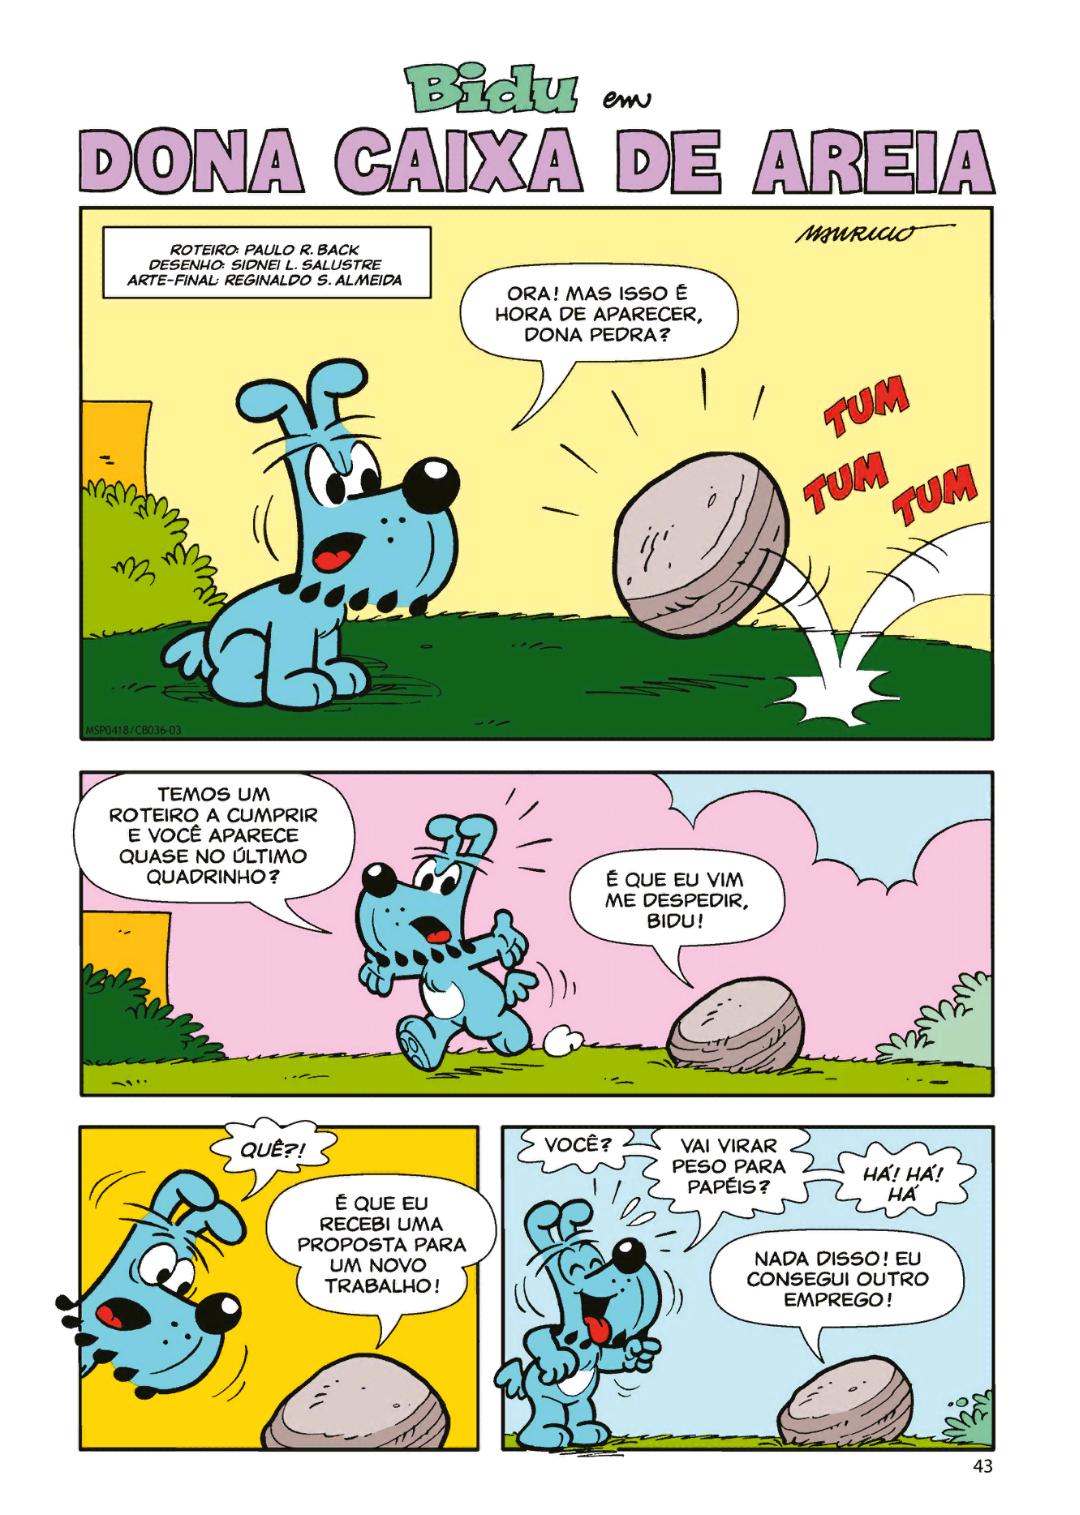 Bidu em
DONA CAIXA DE AREIA
ROTEIRO: PAULO R. BACK
DESENHO: SIDNEI L. SALUSTRE
ARTE-FINAL: REGINALDO S. ALMEIDA
MAURICIO
ORA! MAS ISSO É
HORA DE APARECER,
DONA PEDRA?
TUM
TUM
TUM
MSP0418/CB036-03
TEMOS UM
ROTEIRO A CUMPRIR
E VOCÊ APARECE
QUASE NO ÚLTIMO
QUADRINHO?
É QUE EU VIM
ME DESPEDIR,
BIDU!
QUÊ?!
É QUE EU
RECEBI UMA
PROPOSTA PARA
UM NOVO
TRABALHO!
VOCÊ?
VAI VIRAR
PESO PARA
PAPÉIS?
HÁ! HÁ!
HÁ
NADA DISSO! EU
CONSEGUI OUTRO
EMPREGO!
43